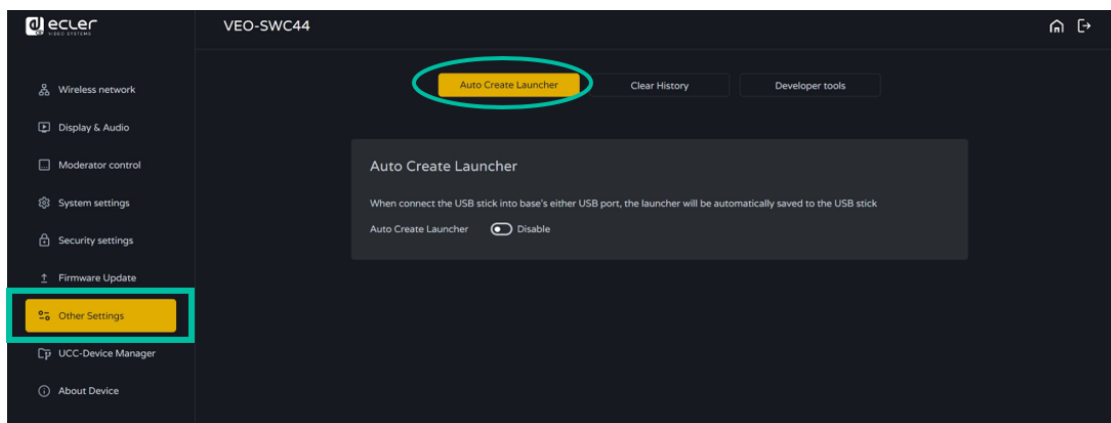 ecler
VIDEO SYSTEMS
VEO-SWC44
Wireless network
Display & Audio
Moderator control
System settings
Security settings
Firmware Update
Other Settings
UCC-Device Manager
About Device
Auto Create Launcher
Clear History
Developer tools
Auto Create Launcher
When connect the USB stick into base's either USB port, the launcher will be automatically saved to the USB stick
Auto Create Launcher Disable